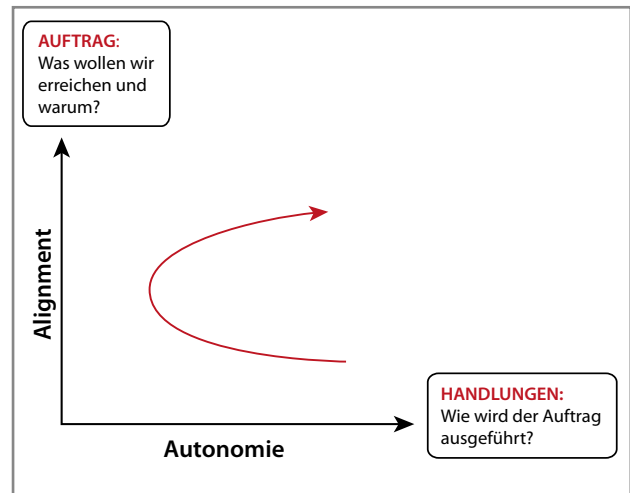 AUFTRAG:
Was wollen wir
erreichen und
warum?
Alignment
HANDLUNGEN:
Wie wird der Auftrag
ausgeführt?
Autonomie